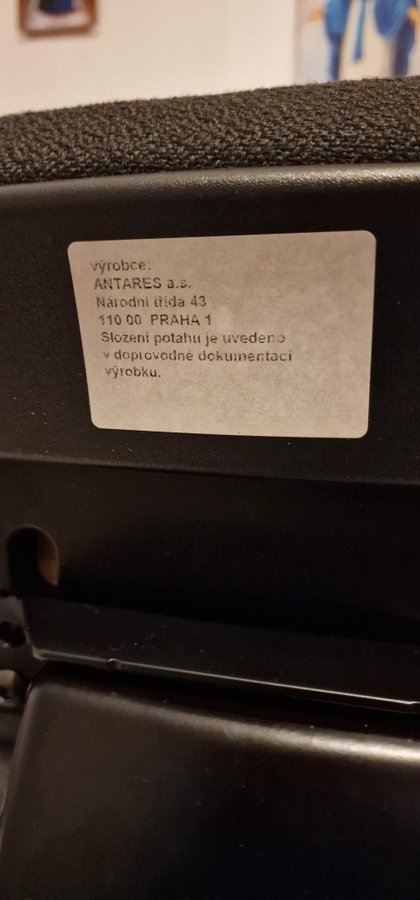 výrobce:
ANTARES a.s.
Národní třída 43
110 00 PRAHA 1
Složení potahu je uvedeno
v doprovodné dokumentaci
výrobku.